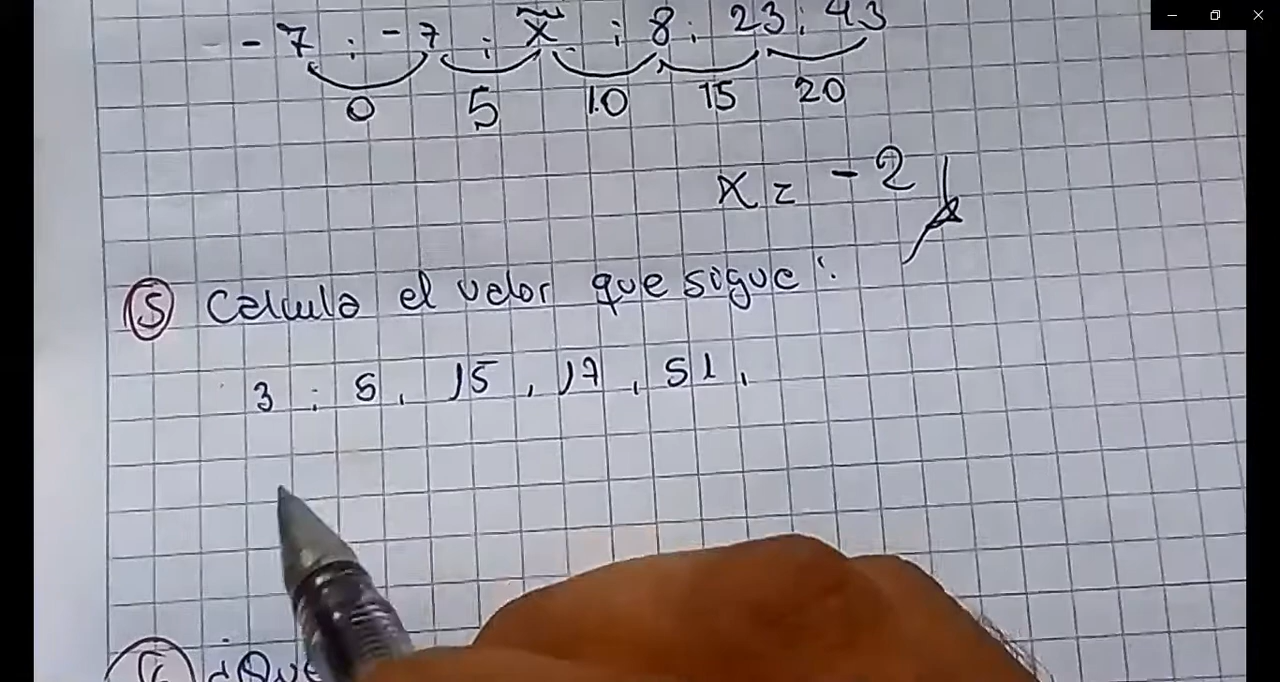 -7 ; -7 ; x ; 8 ; 23 ; 43
0 5 10 15 20
x = -2
5 Calcula el valor que sigue:
3 ; 5 , 15 , 17 , 51 ,
6 ¿Qué